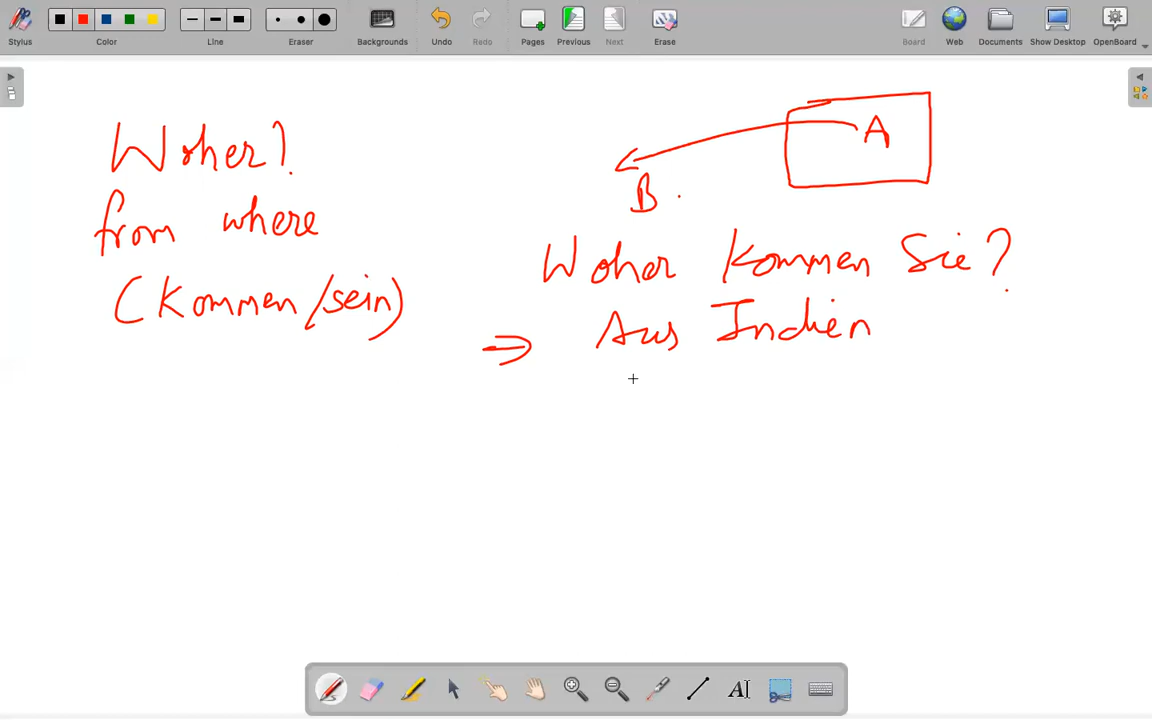 Stylus
Color
Line
Eraser
Backgrounds
Undo
Redo
Pages
Previous
Next
Erase
Board
Web
Documents
Show Desktop
OpenBoard
Woher?
from where
(Kommen/sein)
A
B.
Woher kommen Sie?
⇒ Aus Indien
AI